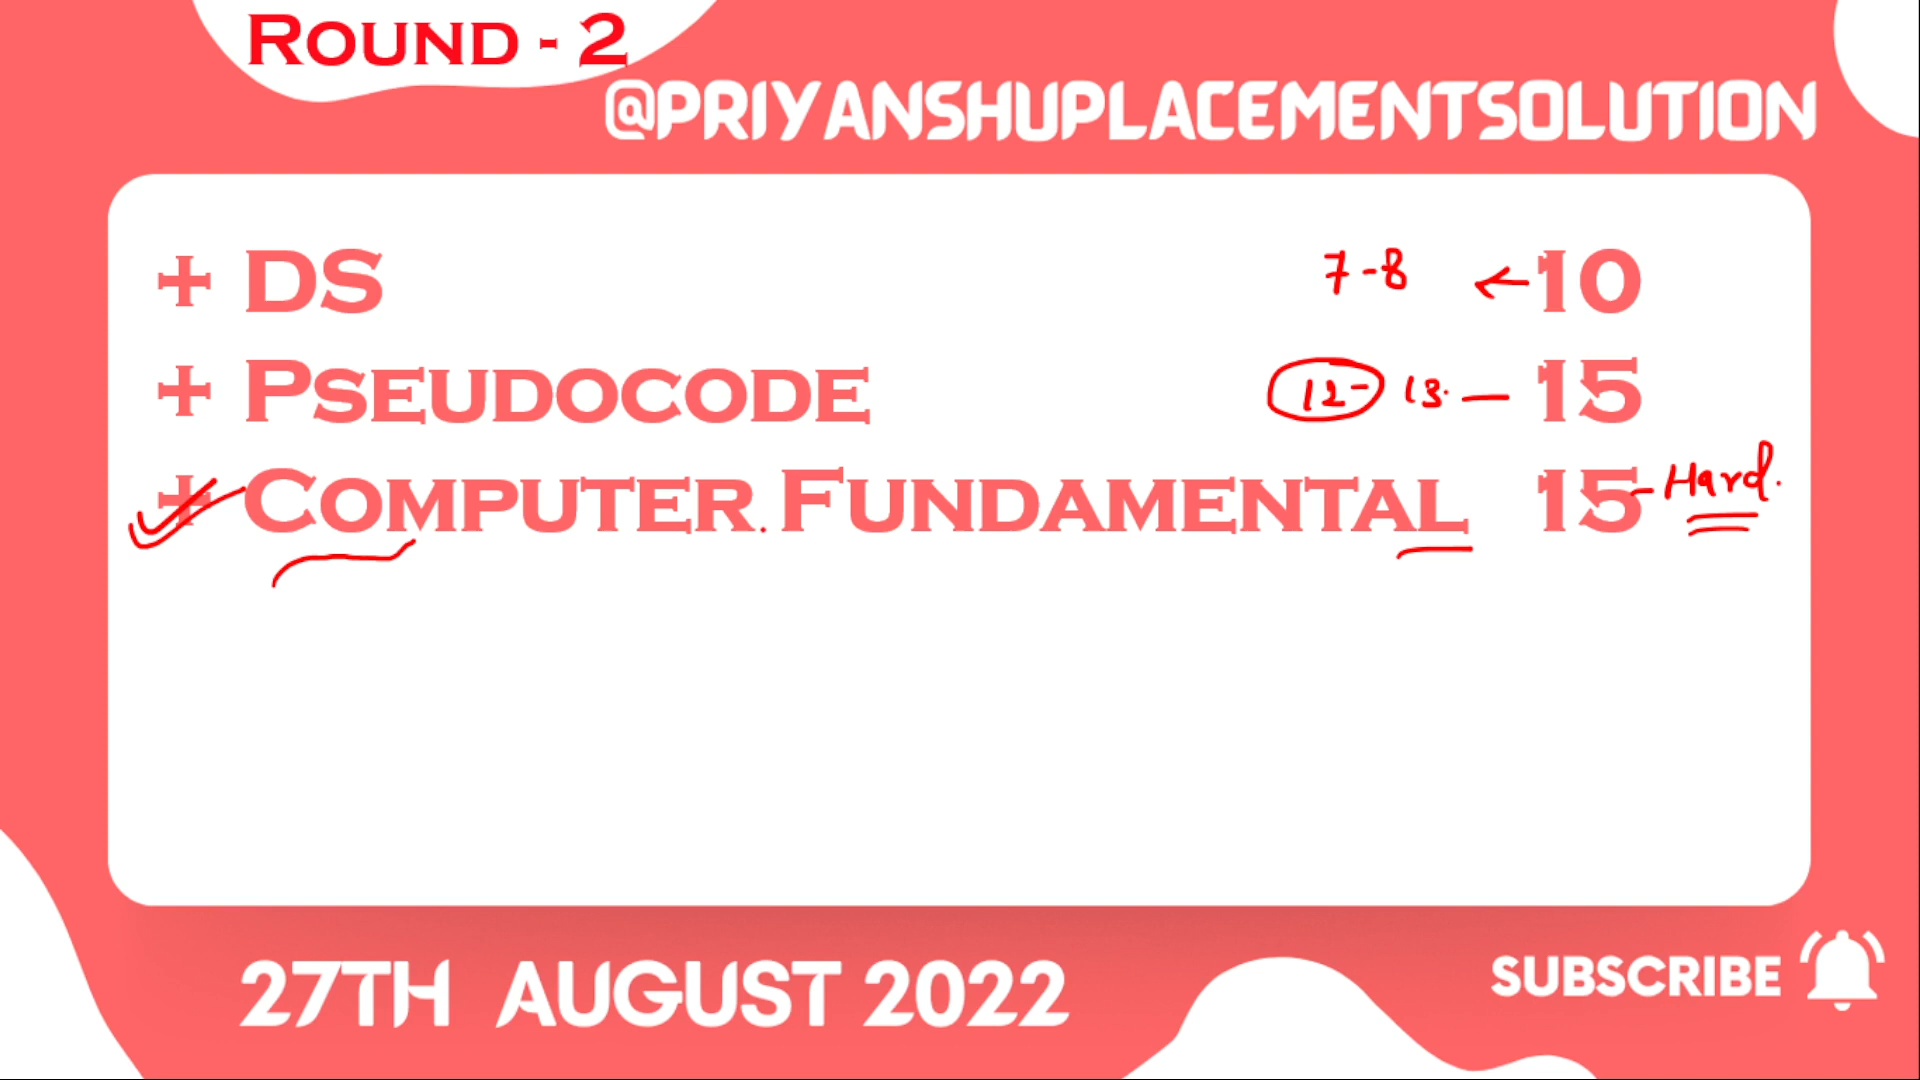 ROUND - 2
@PRIYANSHUPLACEMENTSOLUTION
+ DS 7-8 ← 10
+ PSEUDOCODE 12- 13. — 15
+ COMPUTER FUNDAMENTAL 15 - Hard.
27TH AUGUST 2022
SUBSCRIBE